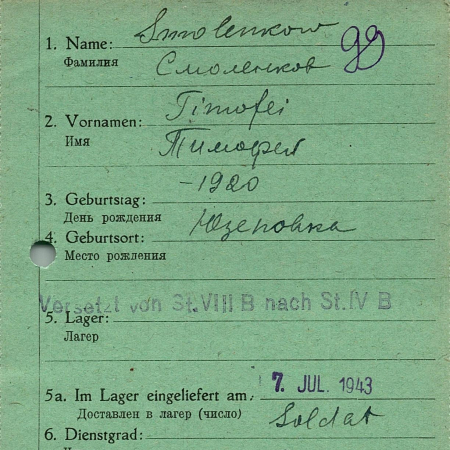 Smolenkow
1. Name:
99
Фамилия Смоленков
Timofei
2. Vornamen:
Имя Тимофей
-1920
3. Geburtstag:
День рождения
Юзеповка
4. Geburtsort:
Место рождения
Versetzt von St. VIII B nach St. IV B
5. Lager:
Лагерь
7. JUL. 1943
5a. Im Lager eingeliefert am:
Доставлен в лагерь (число)
Soldat
6. Dienstgrad: